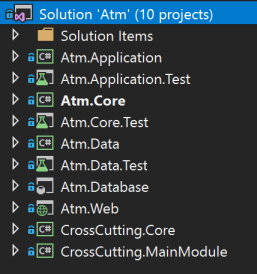 Solution 'Atm' (10 projects)
Solution Items
C# Atm.Application
Atm.Application.Test
C# Atm.Core
Atm.Core.Test
C# Atm.Data
Atm.Data.Test
Atm.Database
Atm.Web
C# CrossCutting.Core
C# CrossCutting.MainModule